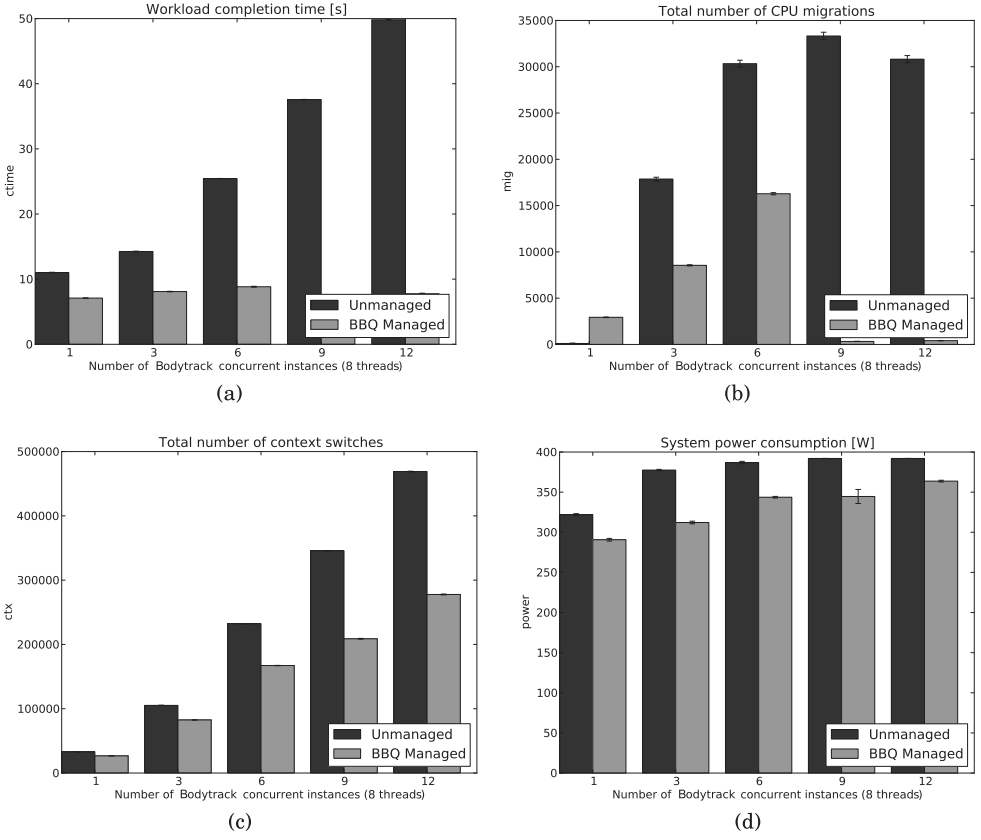 Workload completion time [s]
50
40
30
20
10
0
ctime
Unmanaged
BBQ Managed
1 3 6 9 12
Number of Bodytrack concurrent instances (8 threads)
(a)
Total number of CPU migrations
35000
30000
25000
20000
15000
10000
5000
0
mig
Unmanaged
BBQ Managed
1 3 6 9 12
Number of Bodytrack concurrent instances (8 threads)
(b)
Total number of context switches
500000
400000
300000
200000
100000
0
ctx
Unmanaged
BBQ Managed
1 3 6 9 12
Number of Bodytrack concurrent instances (8 threads)
(c)
System power consumption [W]
400
350
300
250
200
150
100
50
0
power
Unmanaged
BBQ Managed
1 3 6 9 12
Number of Bodytrack concurrent instances (8 threads)
(d)